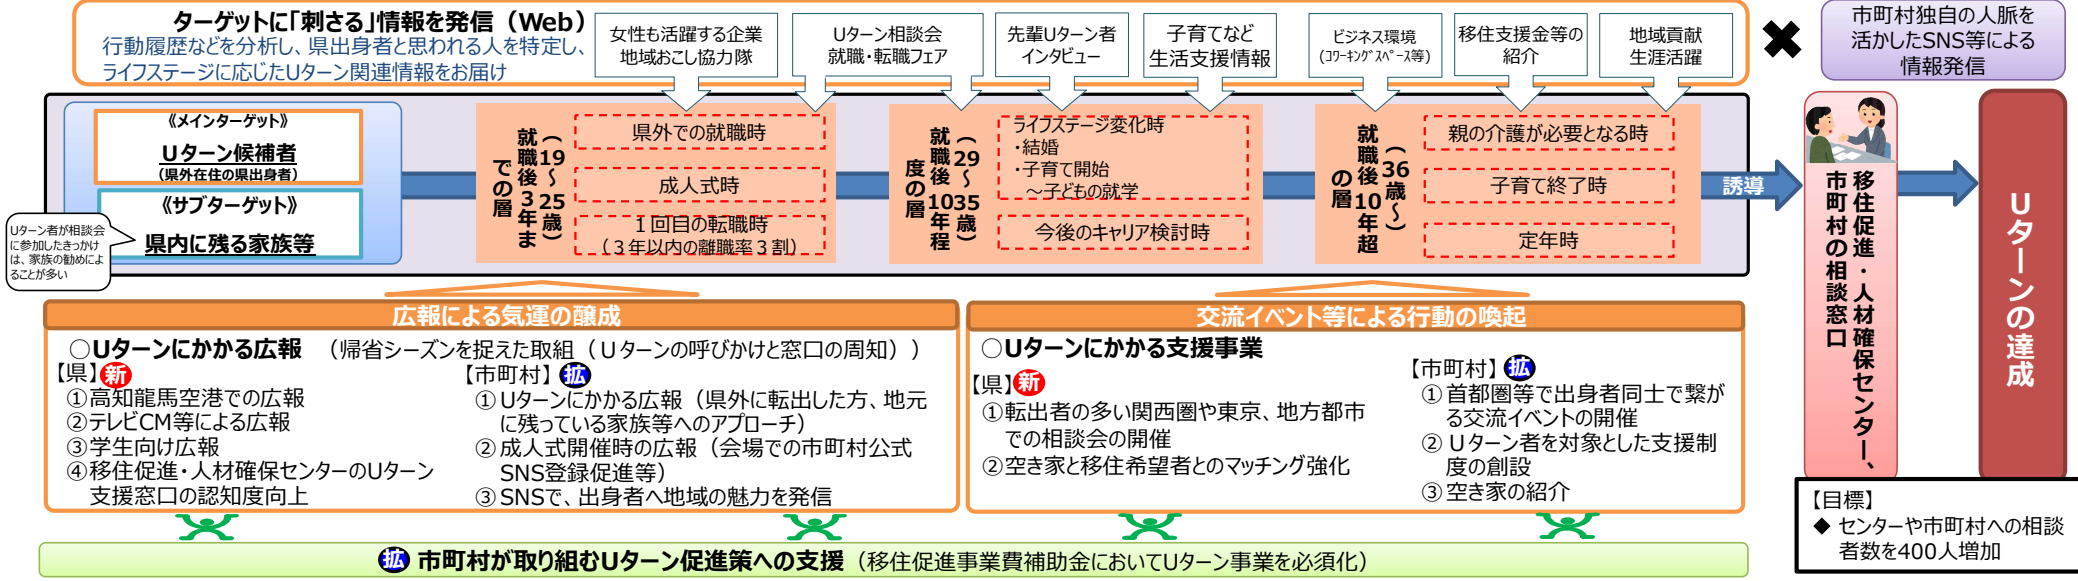 ターゲットに「刺さる」情報を発信（Web）
行動履歴などを分析し、県出身者と思われる人を特定し、
ライフステージに応じたUターン関連情報をお届け
女性も活躍する企業
地域おこし協力隊
Uターン相談会
就職・転職フェア
先輩Uターン者
インタビュー
子育てなど
生活支援情報
ビジネス環境
（ｺﾜｰｷﾝｸﾞｽﾍﾟｰｽ等）
移住支援金等の
紹介
地域貢献
生涯活躍
✖
市町村独自の人脈を
活かしたSNS等による
情報発信
《メインターゲット》
Uターン候補者
（県外在住の県出身者）
《サブターゲット》
県内に残る家族等
Uターン者が相談会
に参加したきっかけ
は、家族の勧めによ
ることが多い
（19～25歳）
就職後３年ま
での層
県外での就職時
成人式時
１回目の転職時
（３年以内の離職率３割）
（29～35歳）
就職後10年程
度の層
ライフステージ変化時
・結婚
・子育て開始
～子どもの就学
今後のキャリア検討時
（36歳～）
就職後10年超
の層
親の介護が必要となる時
子育て終了時
定年時
誘導
移住促進・人材確保センター、
市町村の相談窓口
Uターンの達成
広報による気運の醸成
○Uターンにかかる広報　（帰省シーズンを捉えた取組（Ｕターンの呼びかけと窓口の周知））
【県】新
①高知龍馬空港での広報
②テレビCM等による広報
③学生向け広報
④移住促進・人材確保センターのUターン
支援窓口の認知度向上
【市町村】拡
①Uターンにかかる広報（県外に転出した方、地元
に残っている家族等へのアプローチ）
②成人式開催時の広報（会場での市町村公式
SNS登録促進等）
③SNSで、出身者へ地域の魅力を発信
交流イベント等による行動の喚起
○Uターンにかかる支援事業
【県】新
①転出者の多い関西圏や東京、地方都市
での相談会の開催
②空き家と移住希望者とのマッチング強化
【市町村】拡
①首都圏等で出身者同士で繋が
る交流イベントの開催
②Ｕターン者を対象とした支援制
度の創設
③空き家の紹介
【目標】
◆ センターや市町村への相談
者数を400人増加
拡 市町村が取り組むUターン促進策への支援（移住促進事業費補助金においてUターン事業を必須化）